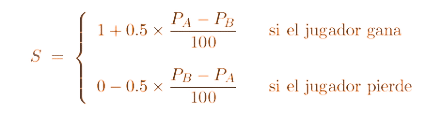 S = { 1 + 0.5 × (P_A − P_B)/100 si el jugador gana
0 − 0.5 × (P_B − P_A)/100 si el jugador pierde